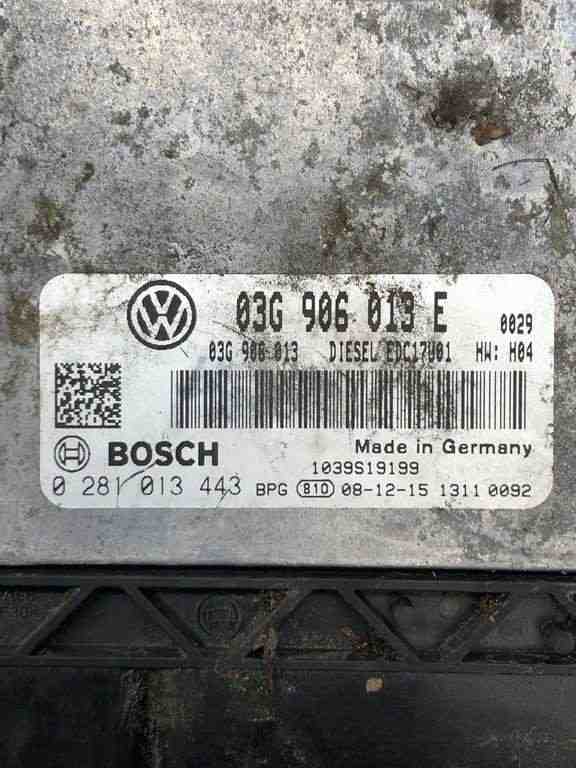 03G 906 013 E 0029
03G 906 013 DIESEL EDC17U01 HW: H04
BOSCH Made in Germany
1039S19199
0 281 013 443 BPG 810 08-12-15 1311 0092